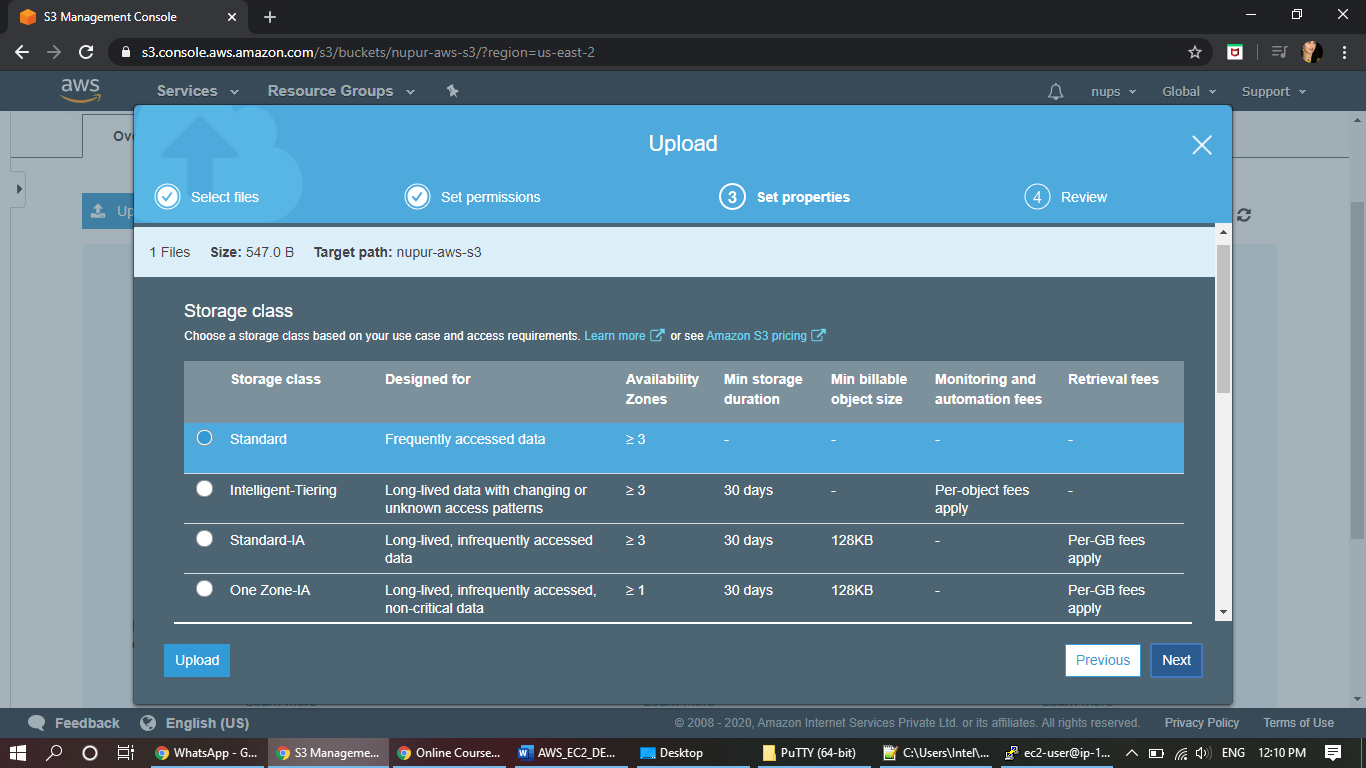 S3 Management Console
s3.console.aws.amazon.com/s3/buckets/nupur-aws-s3/?region=us-east-2
aws Services Resource Groups nups Global Support
Upload
Select files Set permissions 3 Set properties 4 Review
1 Files Size: 547.0 B Target path: nupur-aws-s3
Storage class
Choose a storage class based on your use case and access requirements. Learn more or see Amazon S3 pricing
Storage class Designed for Availability Zones Min storage duration Min billable object size Monitoring and automation fees Retrieval fees
Standard Frequently accessed data ≥ 3 - - - -
Intelligent-Tiering Long-lived data with changing or unknown access patterns ≥ 3 30 days - Per-object fees apply -
Standard-IA Long-lived, infrequently accessed data ≥ 3 30 days 128KB - Per-GB fees apply
One Zone-IA Long-lived, infrequently accessed, non-critical data ≥ 1 30 days 128KB - Per-GB fees apply
Upload Previous Next
Feedback English (US) © 2008 - 2020, Amazon Internet Services Private Ltd. or its affiliates. All rights reserved. Privacy Policy Terms of Use
WhatsApp - G... S3 Manageme... Online Course... AWS_EC2_DE... Desktop PuTTY (64-bit) C:\Users\Intel\... ec2-user@ip-1... ENG 12:10 PM